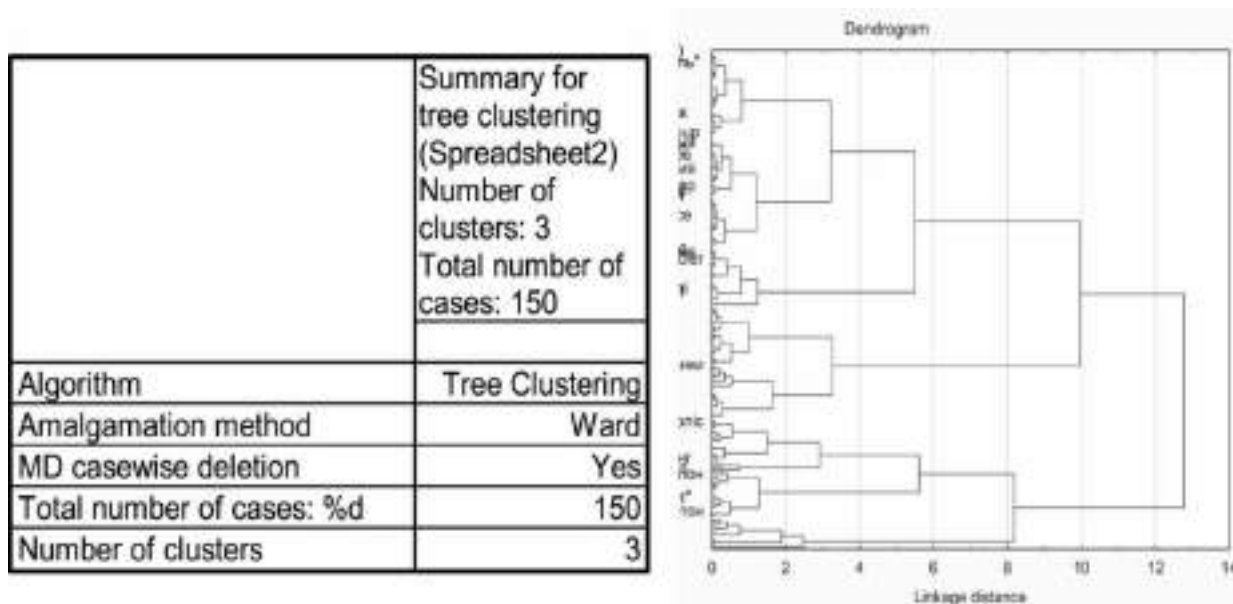 Summary for
tree clustering
(Spreadsheet2)
Number of
clusters: 3
Total number of
cases: 150
Algorithm Tree Clustering
Amalgamation method Ward
MD casewise deletion Yes
Total number of cases: %d 150
Number of clusters 3
Dendrogram
0 2 4 6 8 10 12 14
Linkage distance